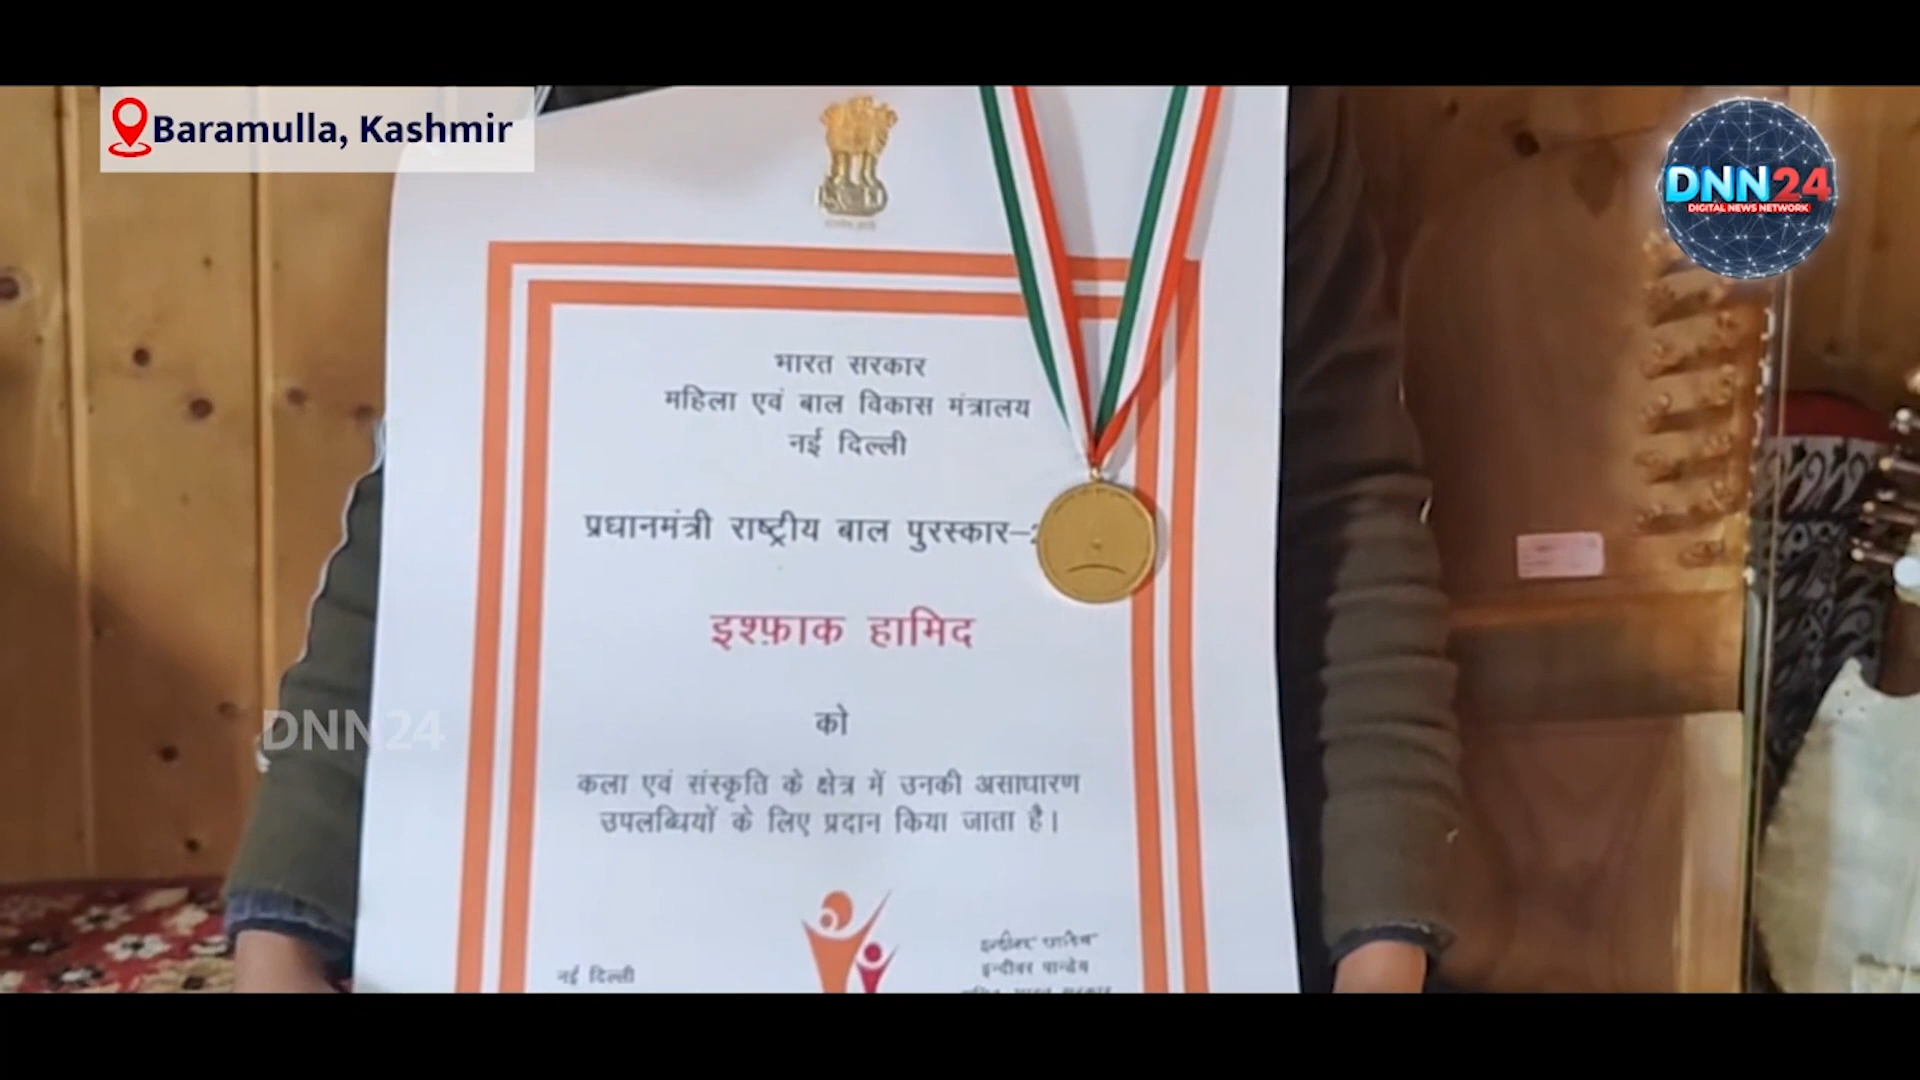 Baramulla, Kashmir
DNN24
DIGITAL NEWS NETWORK
भारत सरकार
महिला एवं बाल विकास मंत्रालय
नई दिल्ली
प्रधानमंत्री राष्ट्रीय बाल पुरस्कार–
इश्फ़ाक हामिद
को
DNN24
कला एवं संस्कृति के क्षेत्र में उनकी असाधारण
उपलब्धियों के लिए प्रदान किया जाता है।
नई दिल्ली
इन्दीवर पान्डेय